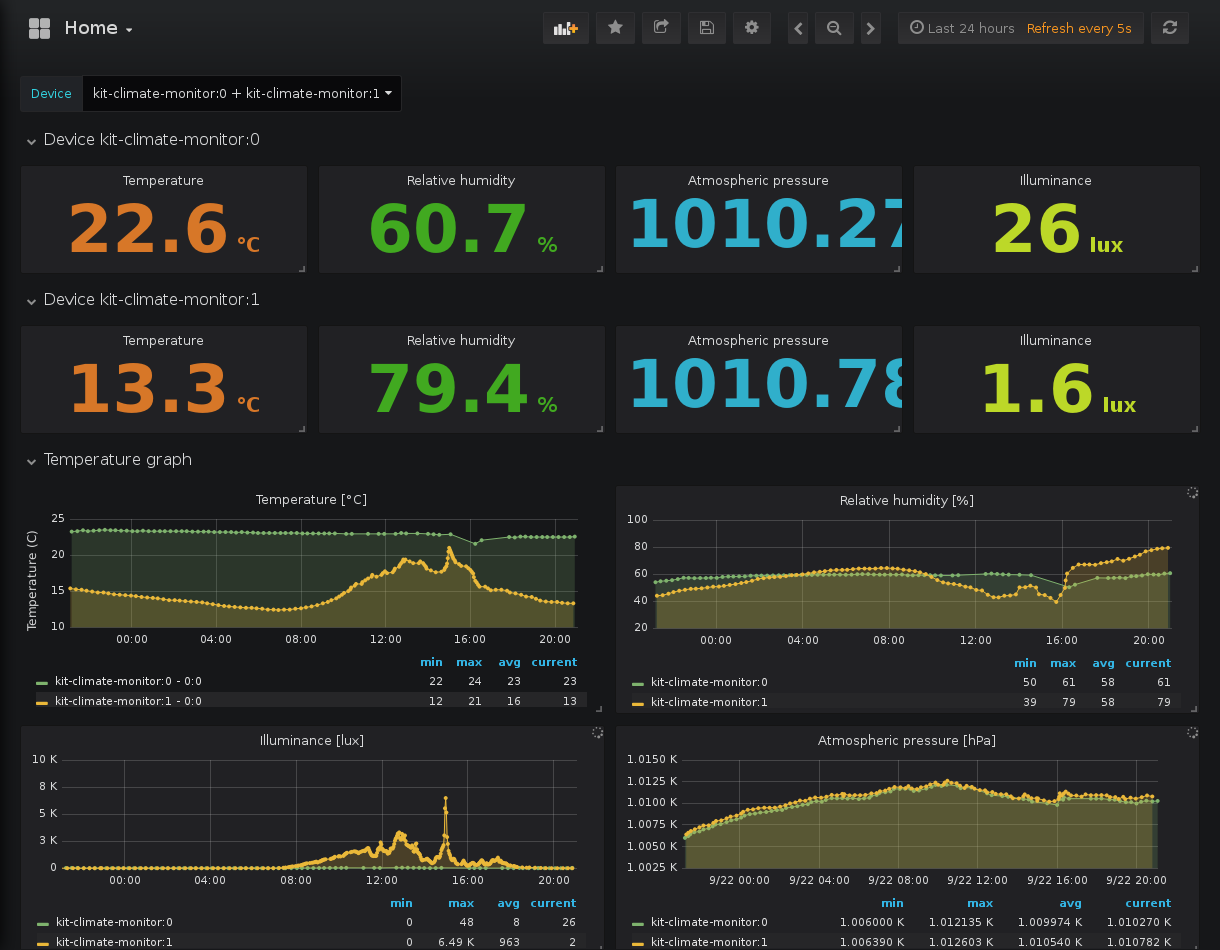 Home
Last 24 hours Refresh every 5s
Device kit-climate-monitor:0 + kit-climate-monitor:1
Device kit-climate-monitor:0
Temperature Relative humidity Atmospheric pressure Illuminance
22.6 °C 60.7 % 1010.27 26 lux
Device kit-climate-monitor:1
Temperature Relative humidity Atmospheric pressure Illuminance
13.3 °C 79.4 % 1010.78 1.6 lux
Temperature graph
Temperature [°C]
Temperature (C)
25
20
15
10
00:00 04:00 08:00 12:00 16:00 20:00
min max avg current
kit-climate-monitor:0 - 0:0 22 24 23 23
kit-climate-monitor:1 - 0:0 12 21 16 13
Relative humidity [%]
100
80
60
40
20
00:00 04:00 08:00 12:00 16:00 20:00
min max avg current
kit-climate-monitor:0 50 61 58 61
kit-climate-monitor:1 39 79 58 79
Illuminance [lux]
10 K
8 K
5 K
3 K
0
00:00 04:00 08:00 12:00 16:00 20:00
min max avg current
kit-climate-monitor:0 0 48 8 26
kit-climate-monitor:1 0 6.49 K 963 2
Atmospheric pressure [hPa]
1.0150 K
1.0125 K
1.0100 K
1.0075 K
1.0050 K
1.0025 K
9/22 00:00 9/22 04:00 9/22 08:00 9/22 12:00 9/22 16:00 9/22 20:00
min max avg current
kit-climate-monitor:0 1.006000 K 1.012135 K 1.009974 K 1.010270 K
kit-climate-monitor:1 1.006390 K 1.012603 K 1.010540 K 1.010782 K